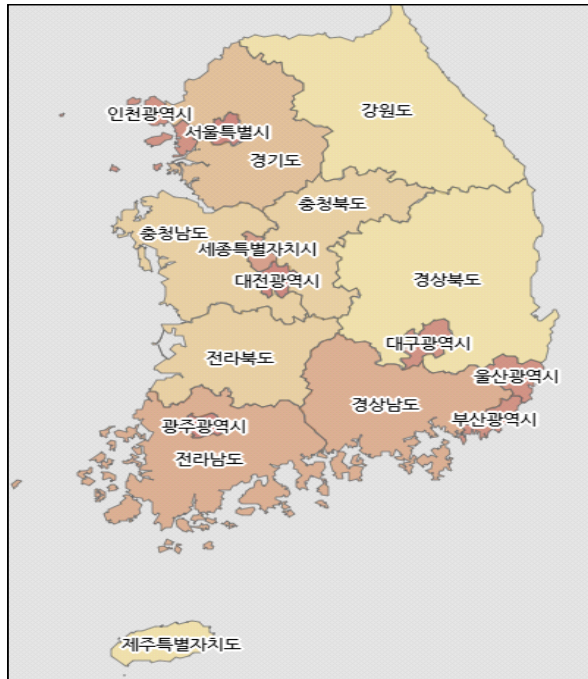 인천광역시
서울특별시
강원도
경기도
충청북도
충청남도
세종특별자치시
대전광역시
경상북도
대구광역시
전라북도
울산광역시
경상남도
부산광역시
광주광역시
전라남도
제주특별자치도